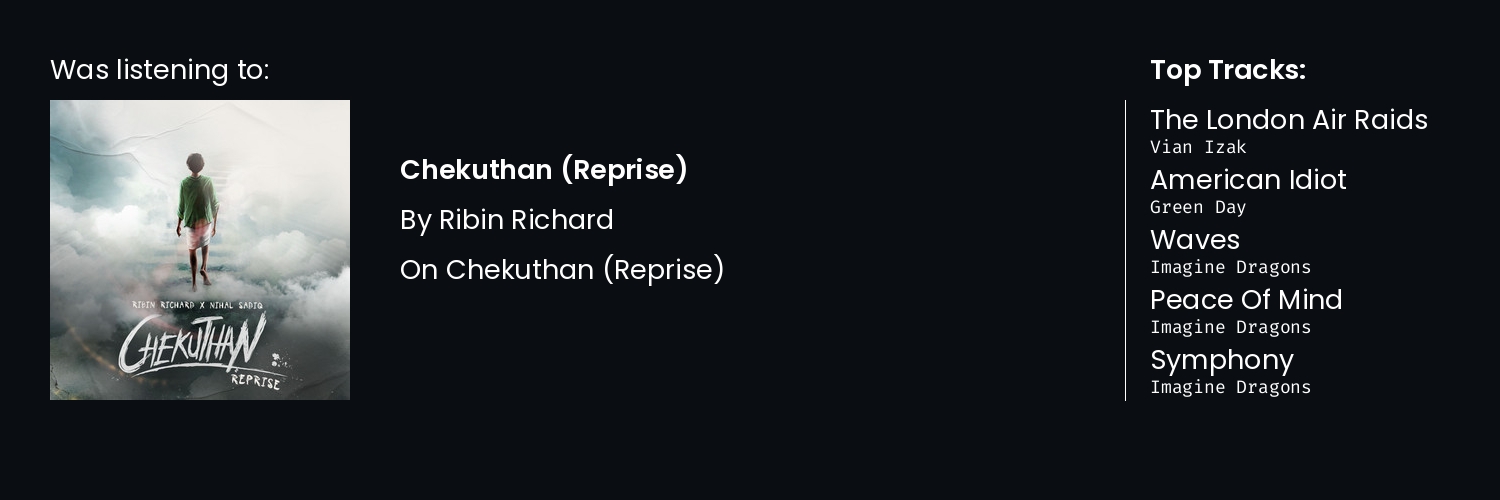 Was listening to:
RIBIN RICHARD X NIHAL SADIQ
CHEKUTHAN
REPRISE
Chekuthan (Reprise)
By Ribin Richard
On Chekuthan (Reprise)
Top Tracks:
The London Air Raids
Vian Izak
American Idiot
Green Day
Waves
Imagine Dragons
Peace Of Mind
Imagine Dragons
Symphony
Imagine Dragons